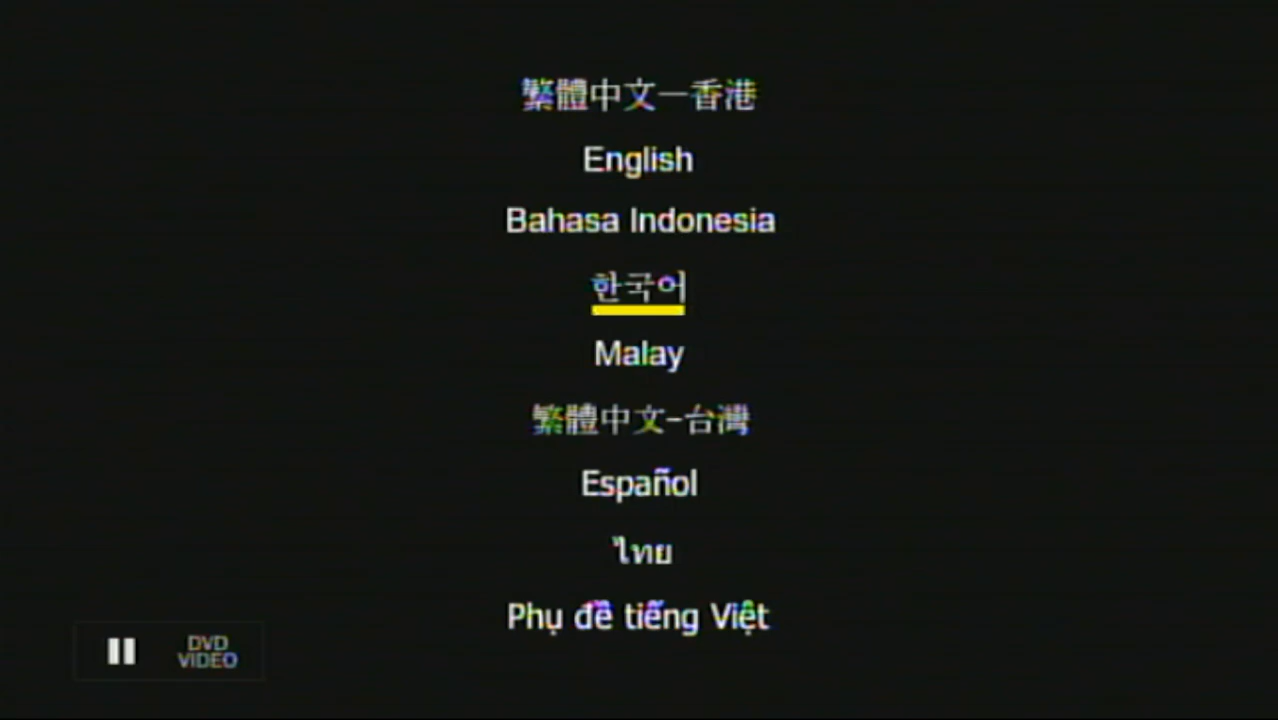 繁體中文—香港
English
Bahasa Indonesia
한국어
Malay
繁體中文-台灣
Español
ไทย
Phụ đề tiếng Việt
DVD
VIDEO